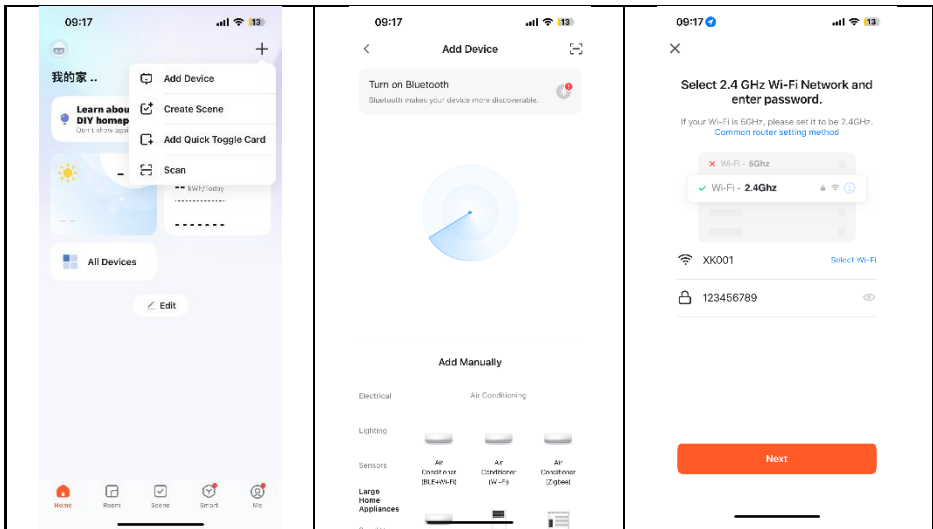 09:17
13
我的家 ..
Add Device
Create Scene
Add Quick Toggle Card
Scan
Learn abou
DIY homep
Don't show
kWh/Today
All Devices
Edit
Home
Room
Scene
Smart
Me
09:17
13
Add Device
Turn on Bluetooth
Bluetooth makes your device more discoverable.
Add Manually
Electrical
Air Conditioning
Lighting
Sensors
Air
Conditioner
(BLE+Wi-Fi)
Air
Conditioner
(Wi-Fi)
Air
Conditioner
(Zigbee)
Large
Home
Appliances
09:17
13
Select 2.4 GHz Wi-Fi Network and
enter password.
If your Wi-Fi is 5GHz, please set it to be 2.4GHz.
Common router setting method
Wi-Fi - 5Ghz
Wi-Fi - 2.4Ghz
XK001
Select Wi-Fi
123456789
Next